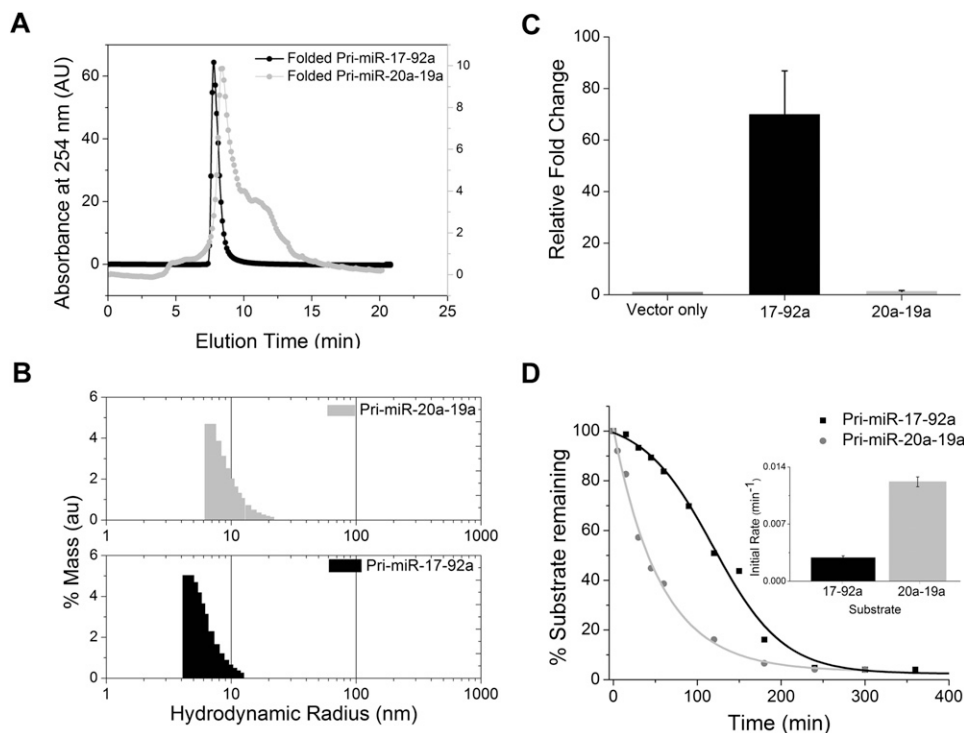 A
Folded Pri-miR-17-92a
Folded Pri-miR-20a-19a
Absorbance at 254 nm (AU)
60
40
20
0
10
8
6
4
2
0
0 5 10 15 20 25
Elution Time (min)
B
Pri-miR-20a-19a
6
4
2
0
1 10 100 1000
Pri-miR-17-92a
6
4
2
0
1 10 100 1000
% Mass (au)
Hydrodynamic Radius (nm)
C
Relative Fold Change
100
80
60
40
20
0
Vector only 17-92a 20a-19a
D
Pri-miR-17-92a
Pri-miR-20a-19a
% Substrate remaining
100
80
60
40
20
0
0 100 200 300 400
Time (min)
Initial Rate (min⁻¹)
0.014
0.007
0.000
17-92a 20a-19a
Substrate